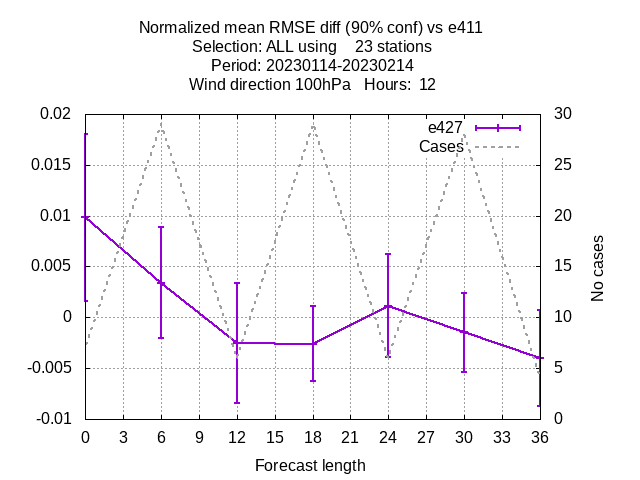 Normalized mean RMSE diff (90% conf) vs e411
Selection: ALL using    23 stations
Period: 20230114-20230214
Wind direction 100hPa   Hours:  12
0.02
0.015
0.01
0.005
0
-0.005
-0.01
30
25
20
15
10
5
0
e427
Cases
No cases
0 3 6 9 12 15 18 21 24 27 30 33 36
Forecast length